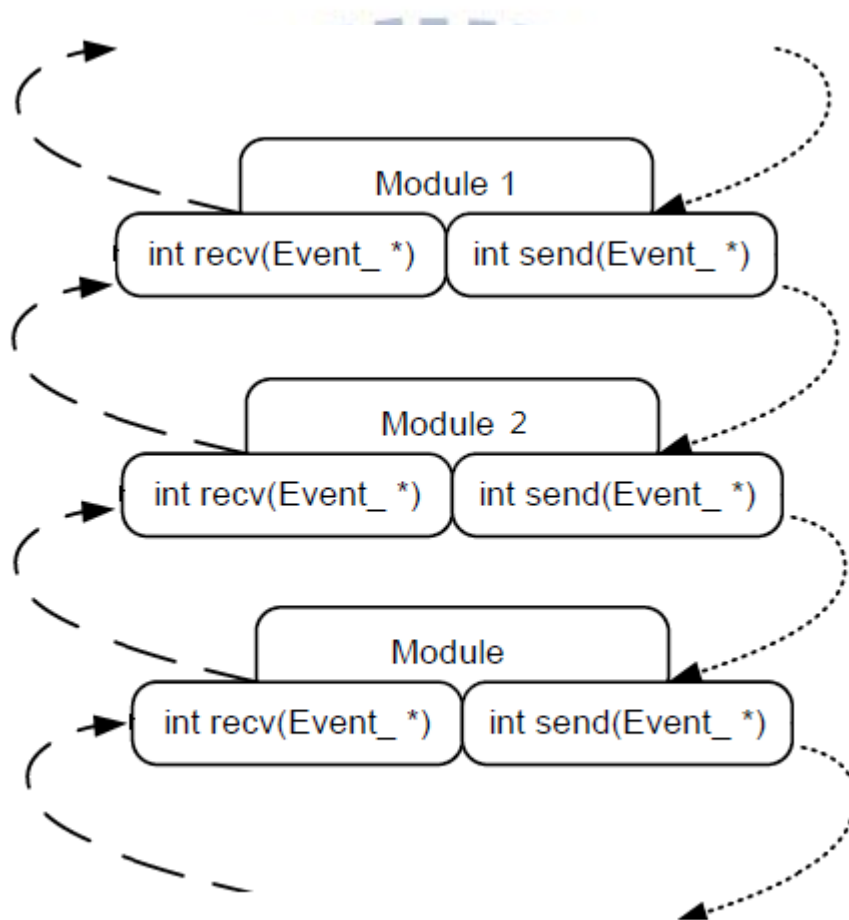 Module 1
int recv(Event_ *) int send(Event_ *)
Module 2
int recv(Event_ *) int send(Event_ *)
Module
int recv(Event_ *) int send(Event_ *)